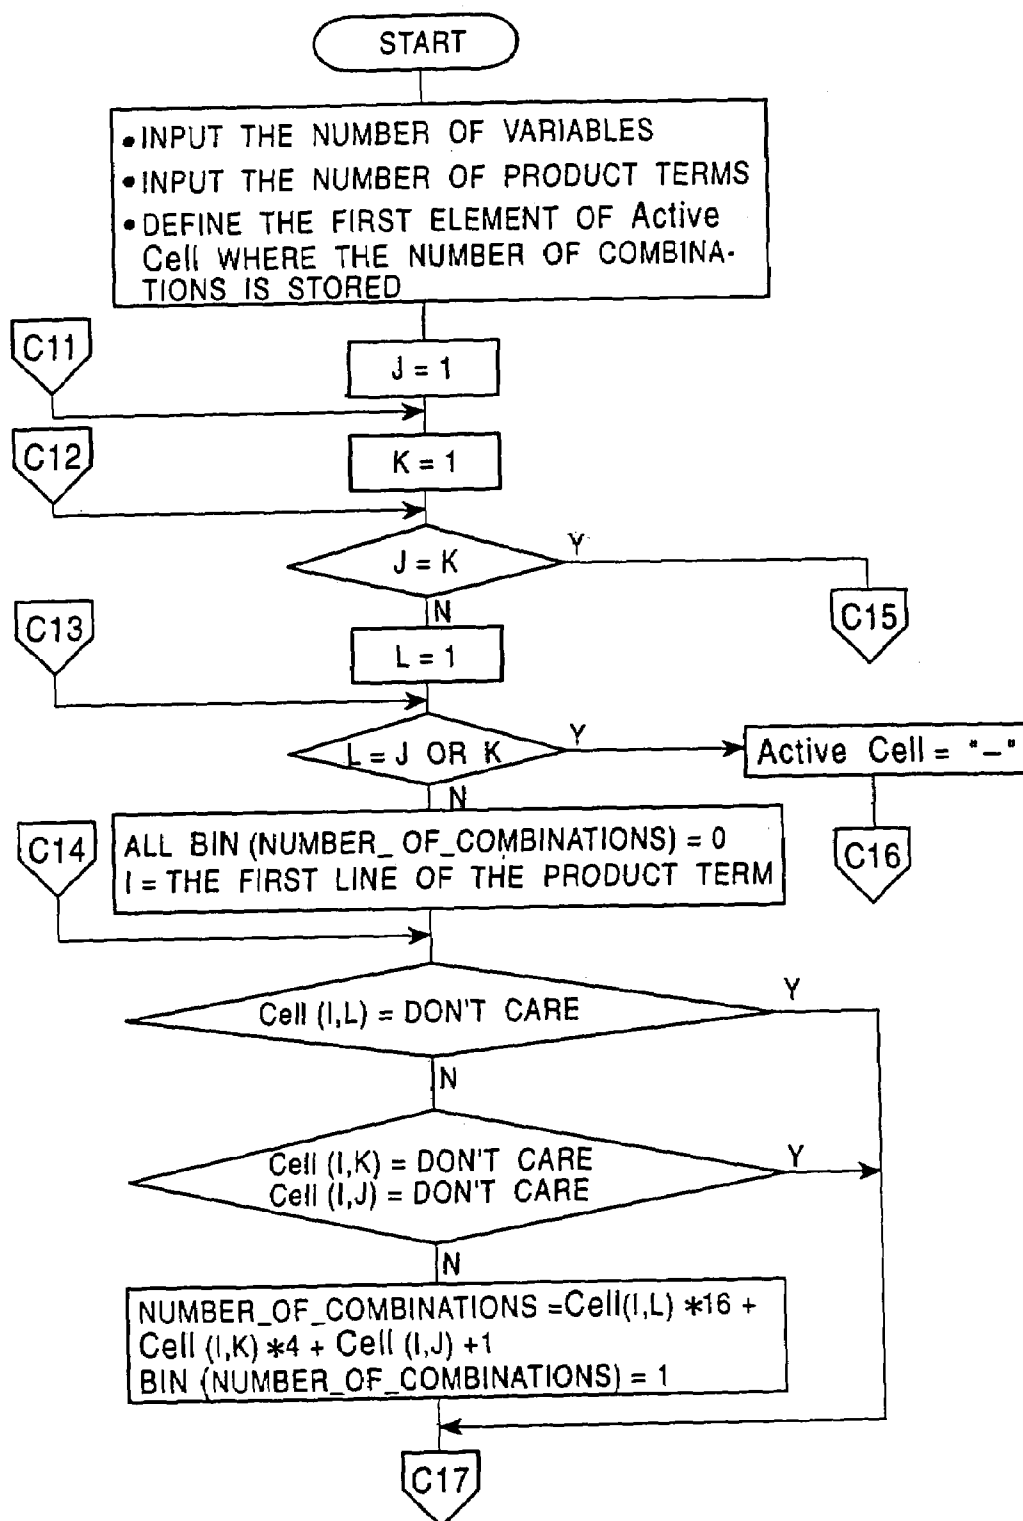 START
•INPUT THE NUMBER OF VARIABLES
•INPUT THE NUMBER OF PRODUCT TERMS
•DEFINE THE FIRST ELEMENT OF Active
Cell WHERE THE NUMBER OF COMBINA-
TIONS IS STORED
C11
J = 1
C12
K = 1
J = K
Y
N
C13
C15
L = 1
L = J OR K
Y
Active Cell = "–"
N
C14
ALL BIN (NUMBER_OF_COMBINATIONS) = 0
I = THE FIRST LINE OF THE PRODUCT TERM
C16
Cell (I,L) = DON'T CARE
Y
N
Cell (I,K) = DON'T CARE
Cell (I,J) = DON'T CARE
Y
N
NUMBER_OF_COMBINATIONS =Cell(I,L) *16 +
Cell (I,K) *4 + Cell (I,J) +1
BIN (NUMBER_OF_COMBINATIONS) = 1
C17